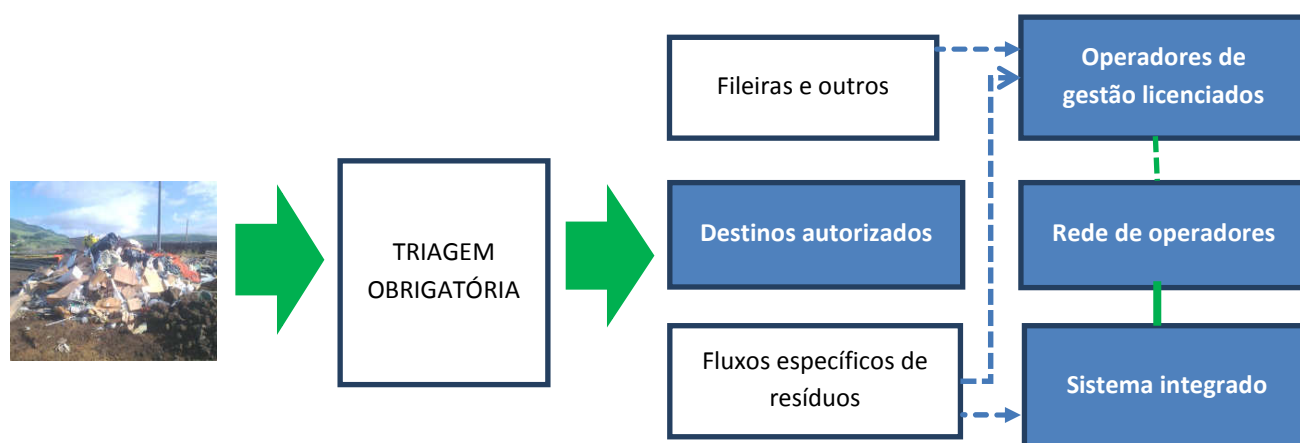 TRIAGEM
OBRIGATÓRIA
Fileiras e outros
Destinos autorizados
Fluxos específicos de
resíduos
Operadores de
gestão licenciados
Rede de operadores
Sistema integrado